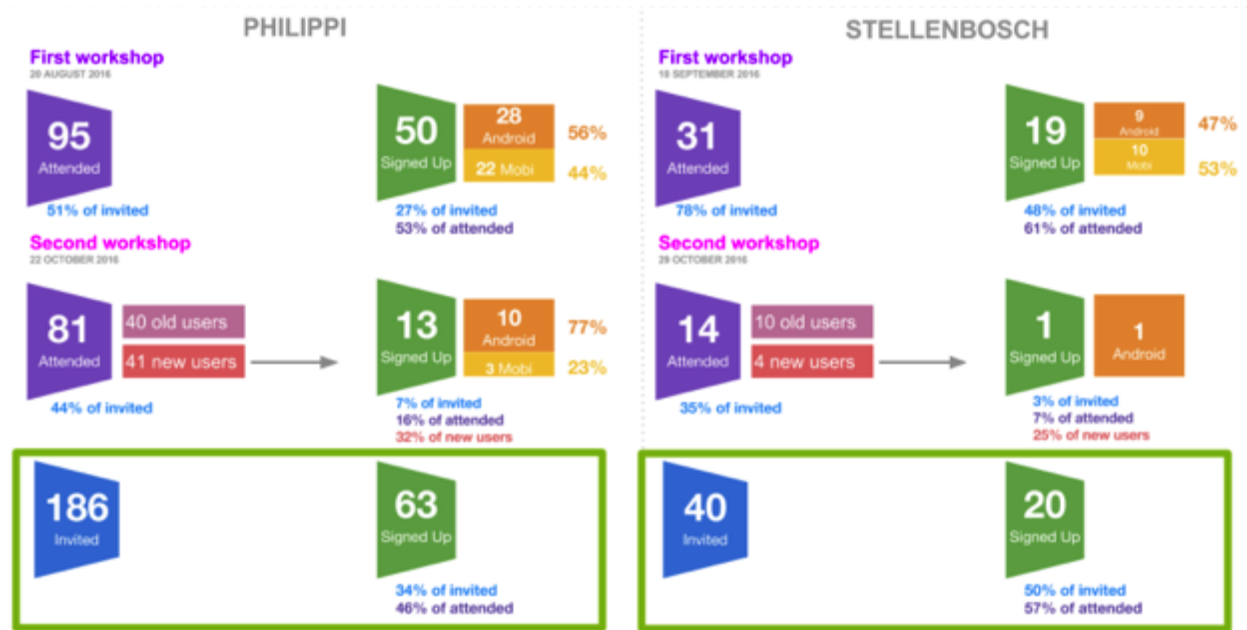 PHILIPPI
First workshop
20 AUGUST 2016
95
Attended
51% of invited
50
Signed Up
28
Android
22 Mobi
56%
44%
27% of invited
53% of attended
Second workshop
22 OCTOBER 2016
81
Attended
40 old users
41 new users
44% of invited
13
Signed Up
10
Android
3 Mobi
77%
23%
7% of invited
16% of attended
32% of new users
186
Invited
63
Signed Up
34% of invited
46% of attended
STELLENBOSCH
First workshop
10 SEPTEMBER 2016
31
Attended
78% of invited
19
Signed Up
9
Android
10
Mobi
47%
53%
48% of invited
61% of attended
Second workshop
29 OCTOBER 2016
14
Attended
10 old users
4 new users
35% of invited
1
Signed Up
1
Android
3% of invited
7% of attended
25% of new users
40
Invited
20
Signed Up
50% of invited
57% of attended